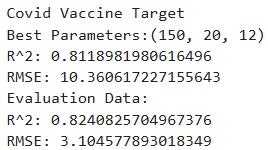 Covid Vaccine Target
Best Parameters:(150, 20, 12)
R^2: 0.8118981980616496
RMSE: 10.360617227155643
Evaluation Data:
R^2: 0.8240825704967376
RMSE: 3.104577893018349